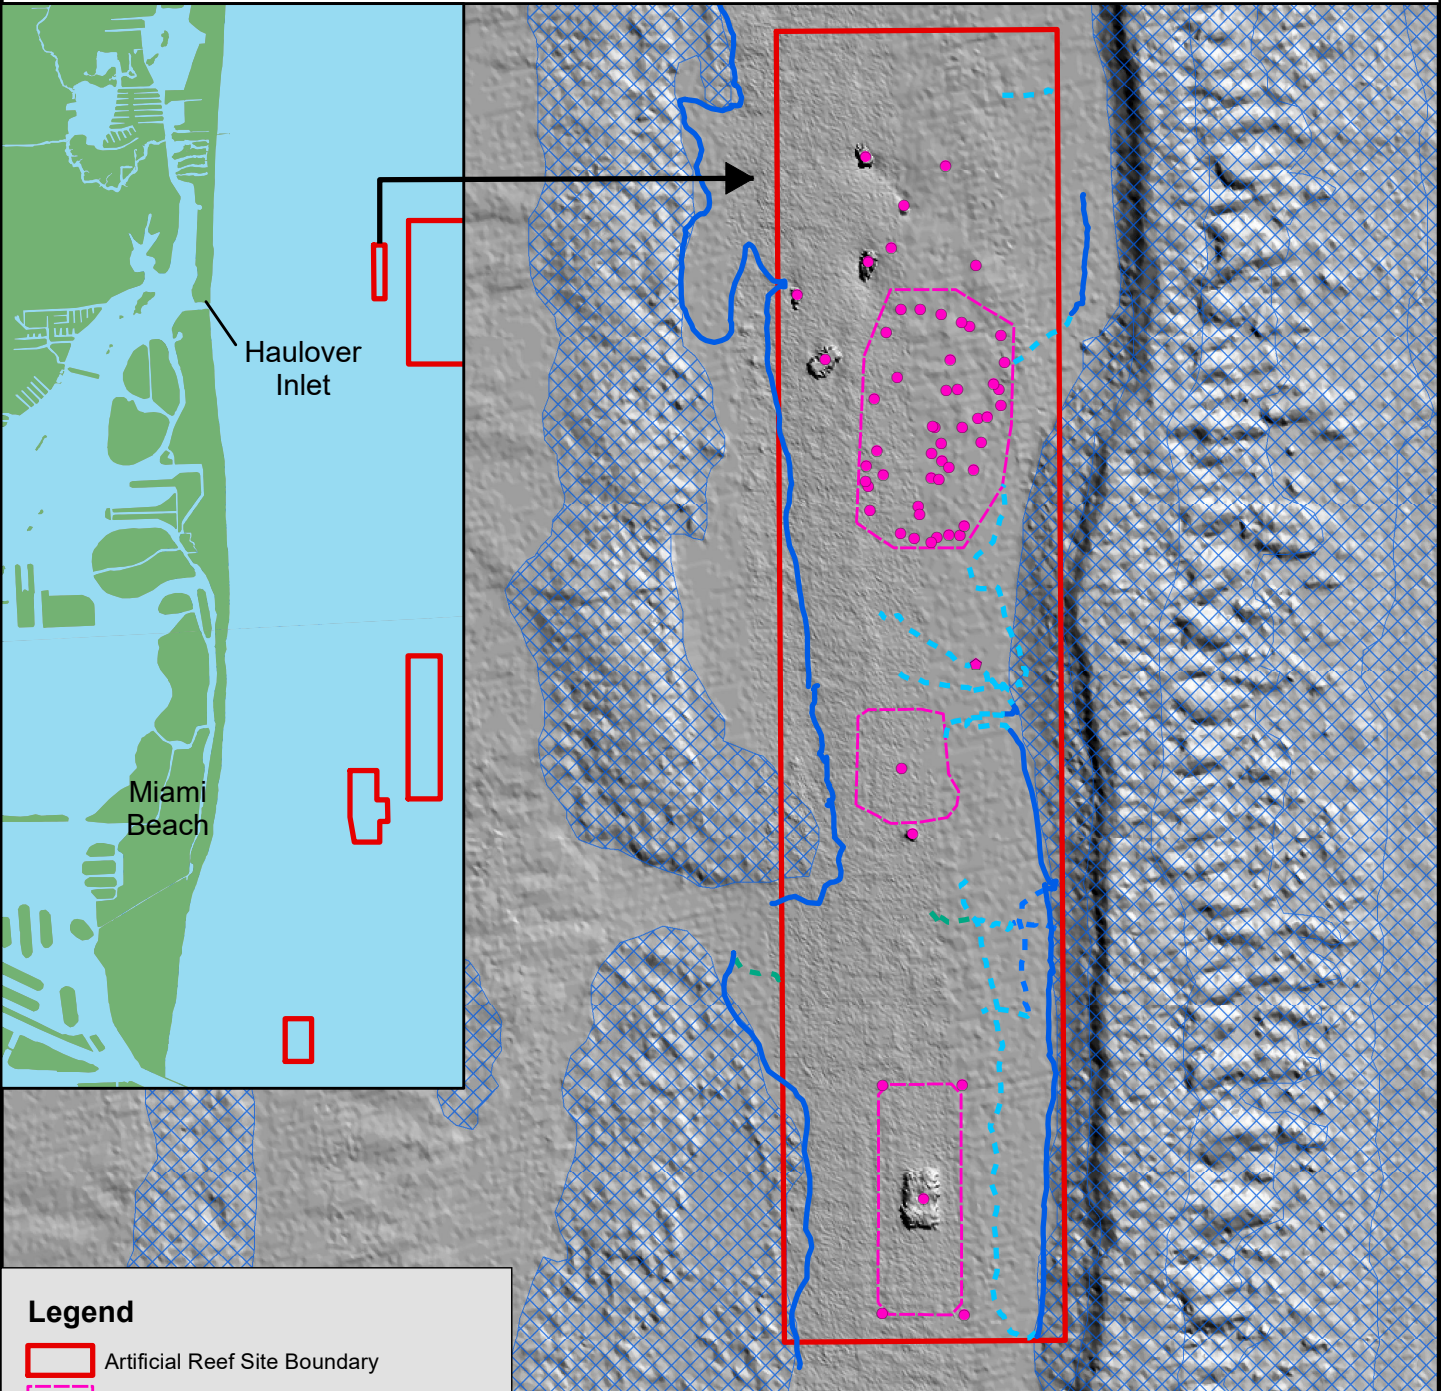 Haulover
Inlet
Miami
Beach
Legend
Artificial Reef Site Boundary